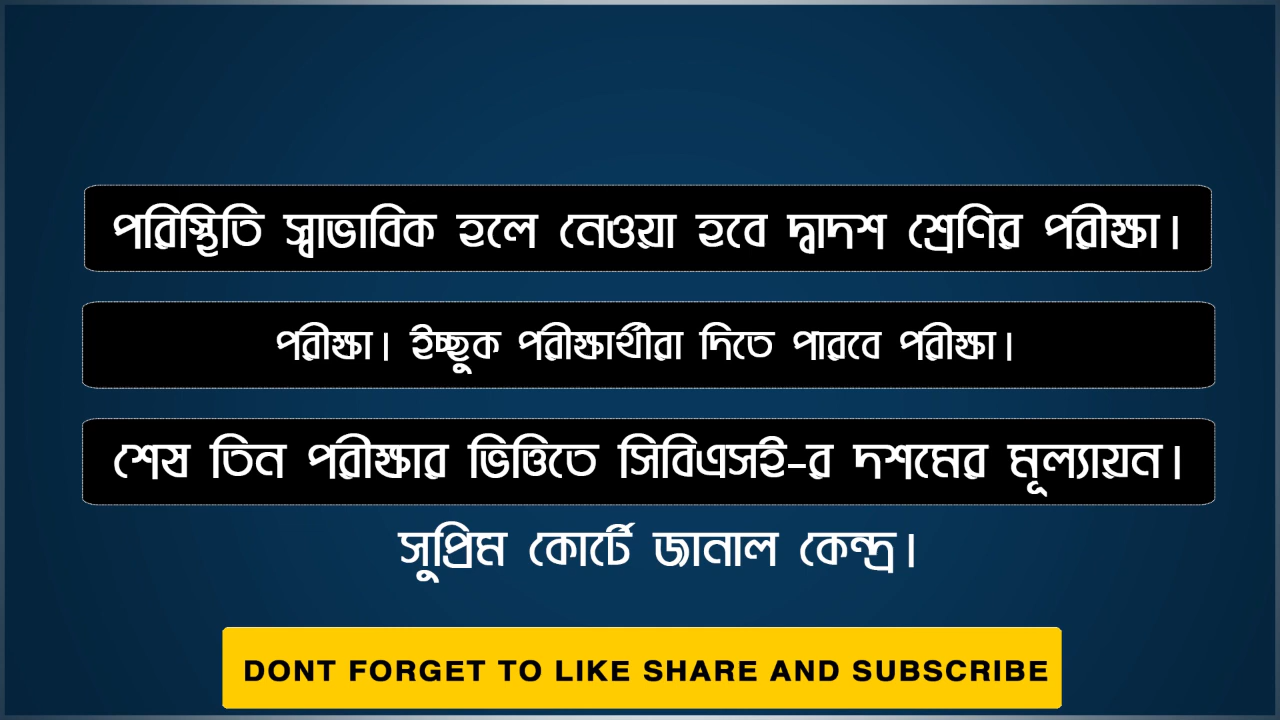 পরিস্থিতি স্বাভাবিক হলে নেওয়া হবে দ্বাদশ শ্রেণির পরীক্ষা।
পরীক্ষা। ইচ্ছুক পরীক্ষার্থীরা দিতে পারবে পরীক্ষা।
শেষ তিন পরীক্ষার ভিত্তিতে সিবিএসই-র দশমের মূল্যায়ন।
সুপ্রিম কোর্টে জানাল কেন্দ্র।
DONT FORGET TO LIKE SHARE AND SUBSCRIBE